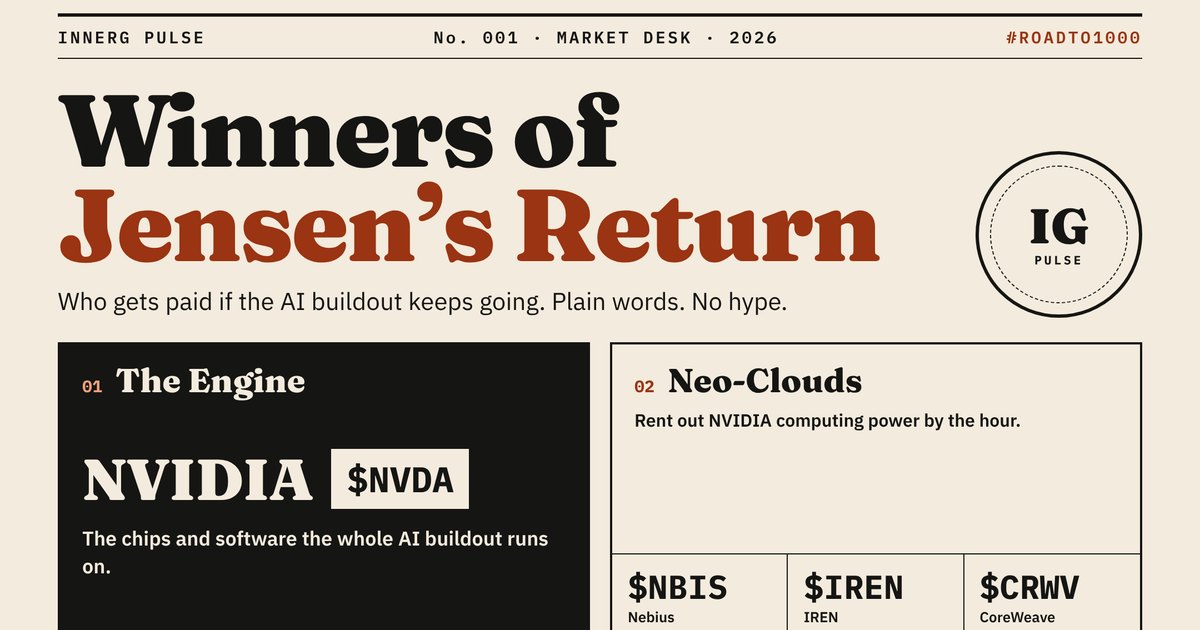 INNERG PULSE
No. 001 · MARKET DESK · 2026
#ROADTO1000
Winners of
Jensen’s Return
Who gets paid if the AI buildout keeps going. Plain words. No hype.
IG
PULSE
01 The Engine
NVIDIA $NVDA
The chips and software the whole AI buildout runs
on.
02 Neo-Clouds
Rent out NVIDIA computing power by the hour.
$NBIS
Nebius
$IREN
IREN
$CRWV
CoreWeave